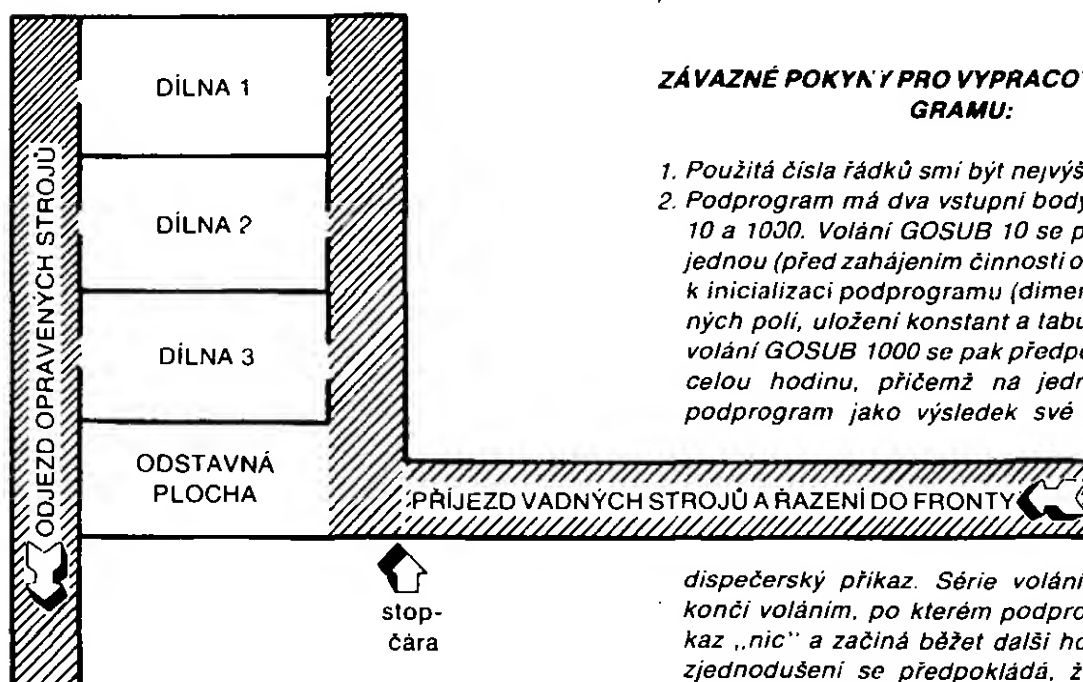 DÍLNA 1
DÍLNA 2
DÍLNA 3
ODSTAVNÁ
PLOCHA
ODJEZD OPRAVENÝCH STROJŮ
PŘÍJEZD VADNÝCH STROJŮ A ŘAZENÍ DO FRONTY
stop-
čára
ZÁVAZNÉ POKYNY PRO VYPRACO
GRAMU:
1. Použitá čísla řádků smí být nejvýš
2. Podprogram má dva vstupní body
10 a 1000. Volání GOSUB 10 se p
jednou (před zahájením činnosti o
k inicializaci podprogramu (dimen
ných polí, uložení konstant a tabu
volání GOSUB 1000 se pak předpo
celou hodinu, přičemž na jedn
podprogram jako výsledek své
dispečerský příkaz. Série volání
končí voláním, po kterém podpro
kaz „nic" a začíná běžet další ho
zjednodušení se předpokládá, ž